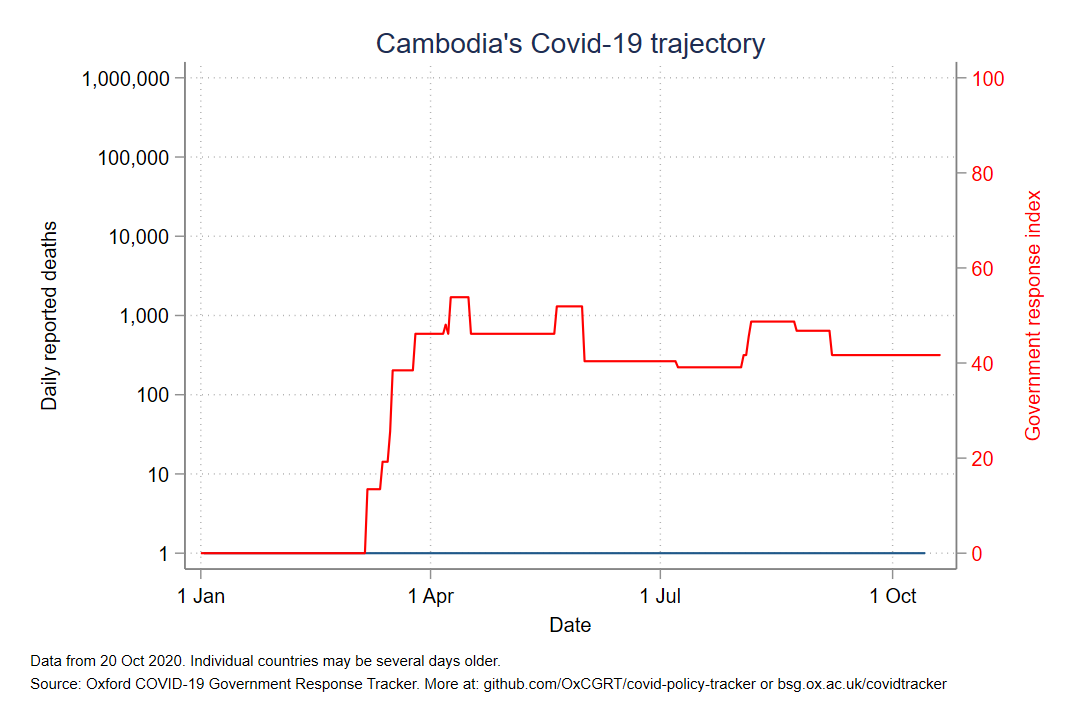 Cambodia's Covid-19 trajectory
1,000,000
100,000
10,000
1,000
100
10
1
Daily reported deaths
100
80
60
40
20
0
Government response index
1 Jan
1 Apr
1 Jul
1 Oct
Date
Data from 20 Oct 2020. Individual countries may be several days older.
Source: Oxford COVID-19 Government Response Tracker. More at: github.com/OxCGRT/covid-policy-tracker or bsg.ox.ac.uk/covidtracker